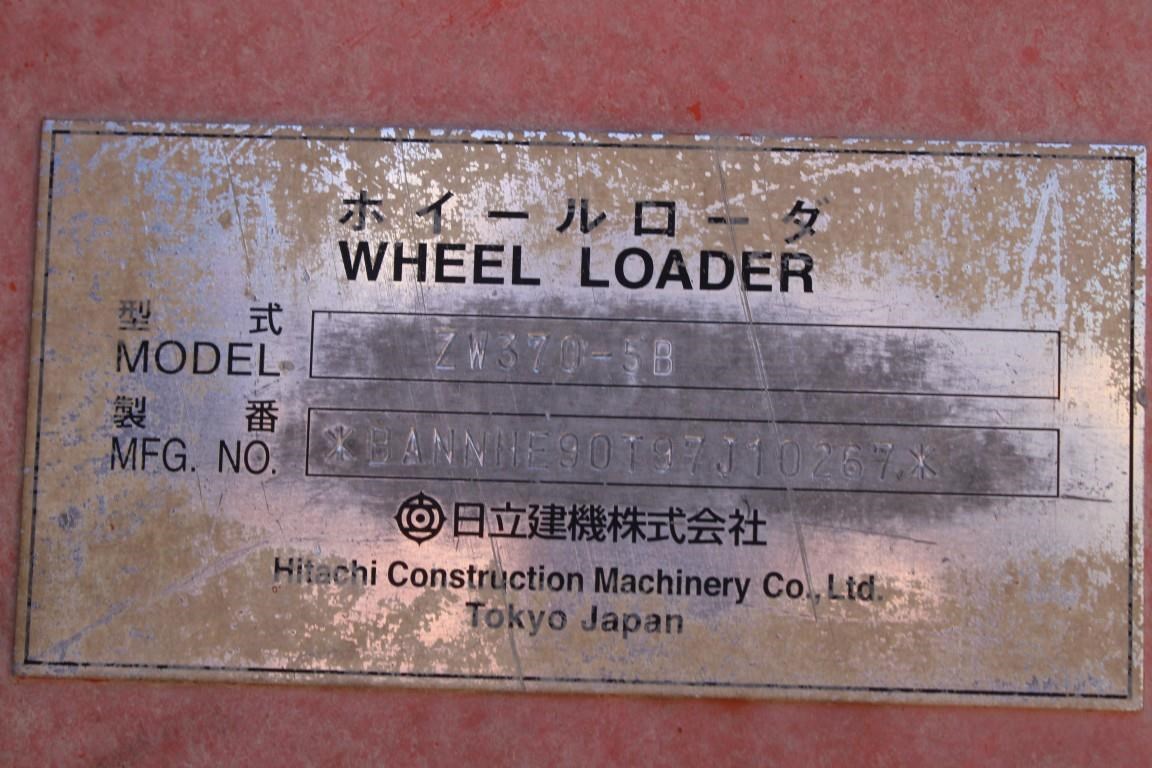 ホイールローダ
WHEEL LOADER
型式
MODEL ZW370-5B
製番
MFG. NO. *BANNHE90T97J10267*
日立建機株式会社
Hitachi Construction Machinery Co., Ltd.
Tokyo Japan